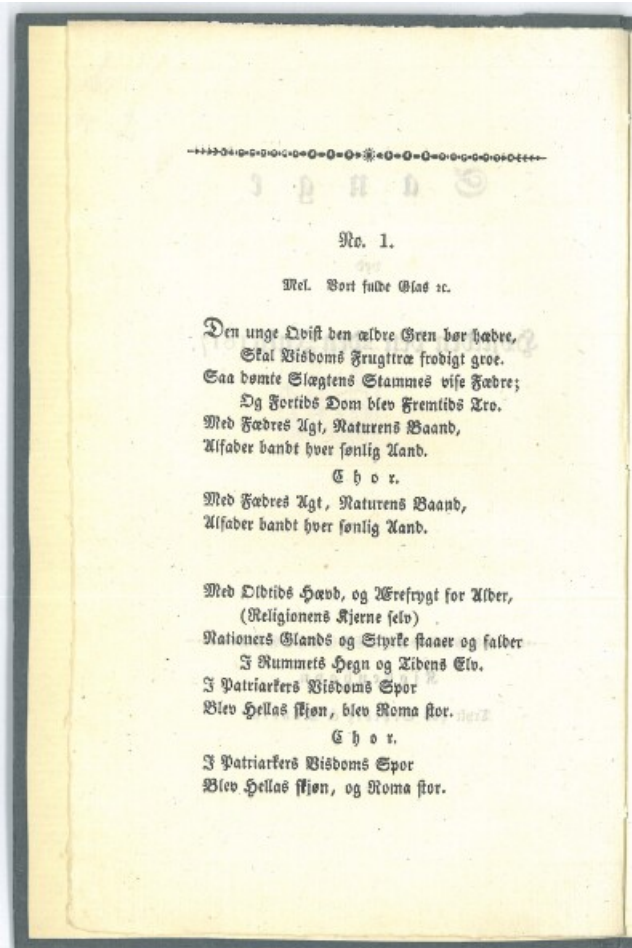 No. 1.
Mel. Vort fulde Glas ꝛc.
Den unge Qvist den ældre Green bør hædre,
Skal Visdoms Frugttræ frodigt groe.
Saa dømte Slægtens Stammes vise Fædre;
Og Fortids Dom blev Fremtids Tro.
Med Fædres Agt, Naturens Baand,
Alfader bandt hver sønlig Aand.
Chor.
Med Fædres Agt, Naturens Baand,
Alfader bandt hver sønlig Aand.
Med Oldtids Hævd, og Ærefrygt for Alder,
(Religionens Kjerne selv)
Nationers Glands og Styrke staaer og falder
I Rummets Hegn og Tidens Elv.
I Patriarkers Visdoms Spor
Blev Hellas skjøn, blev Roma stor.
Chor.
I Patriarkers Visdoms Spor
Blev Hellas skjøn, og Roma stor.